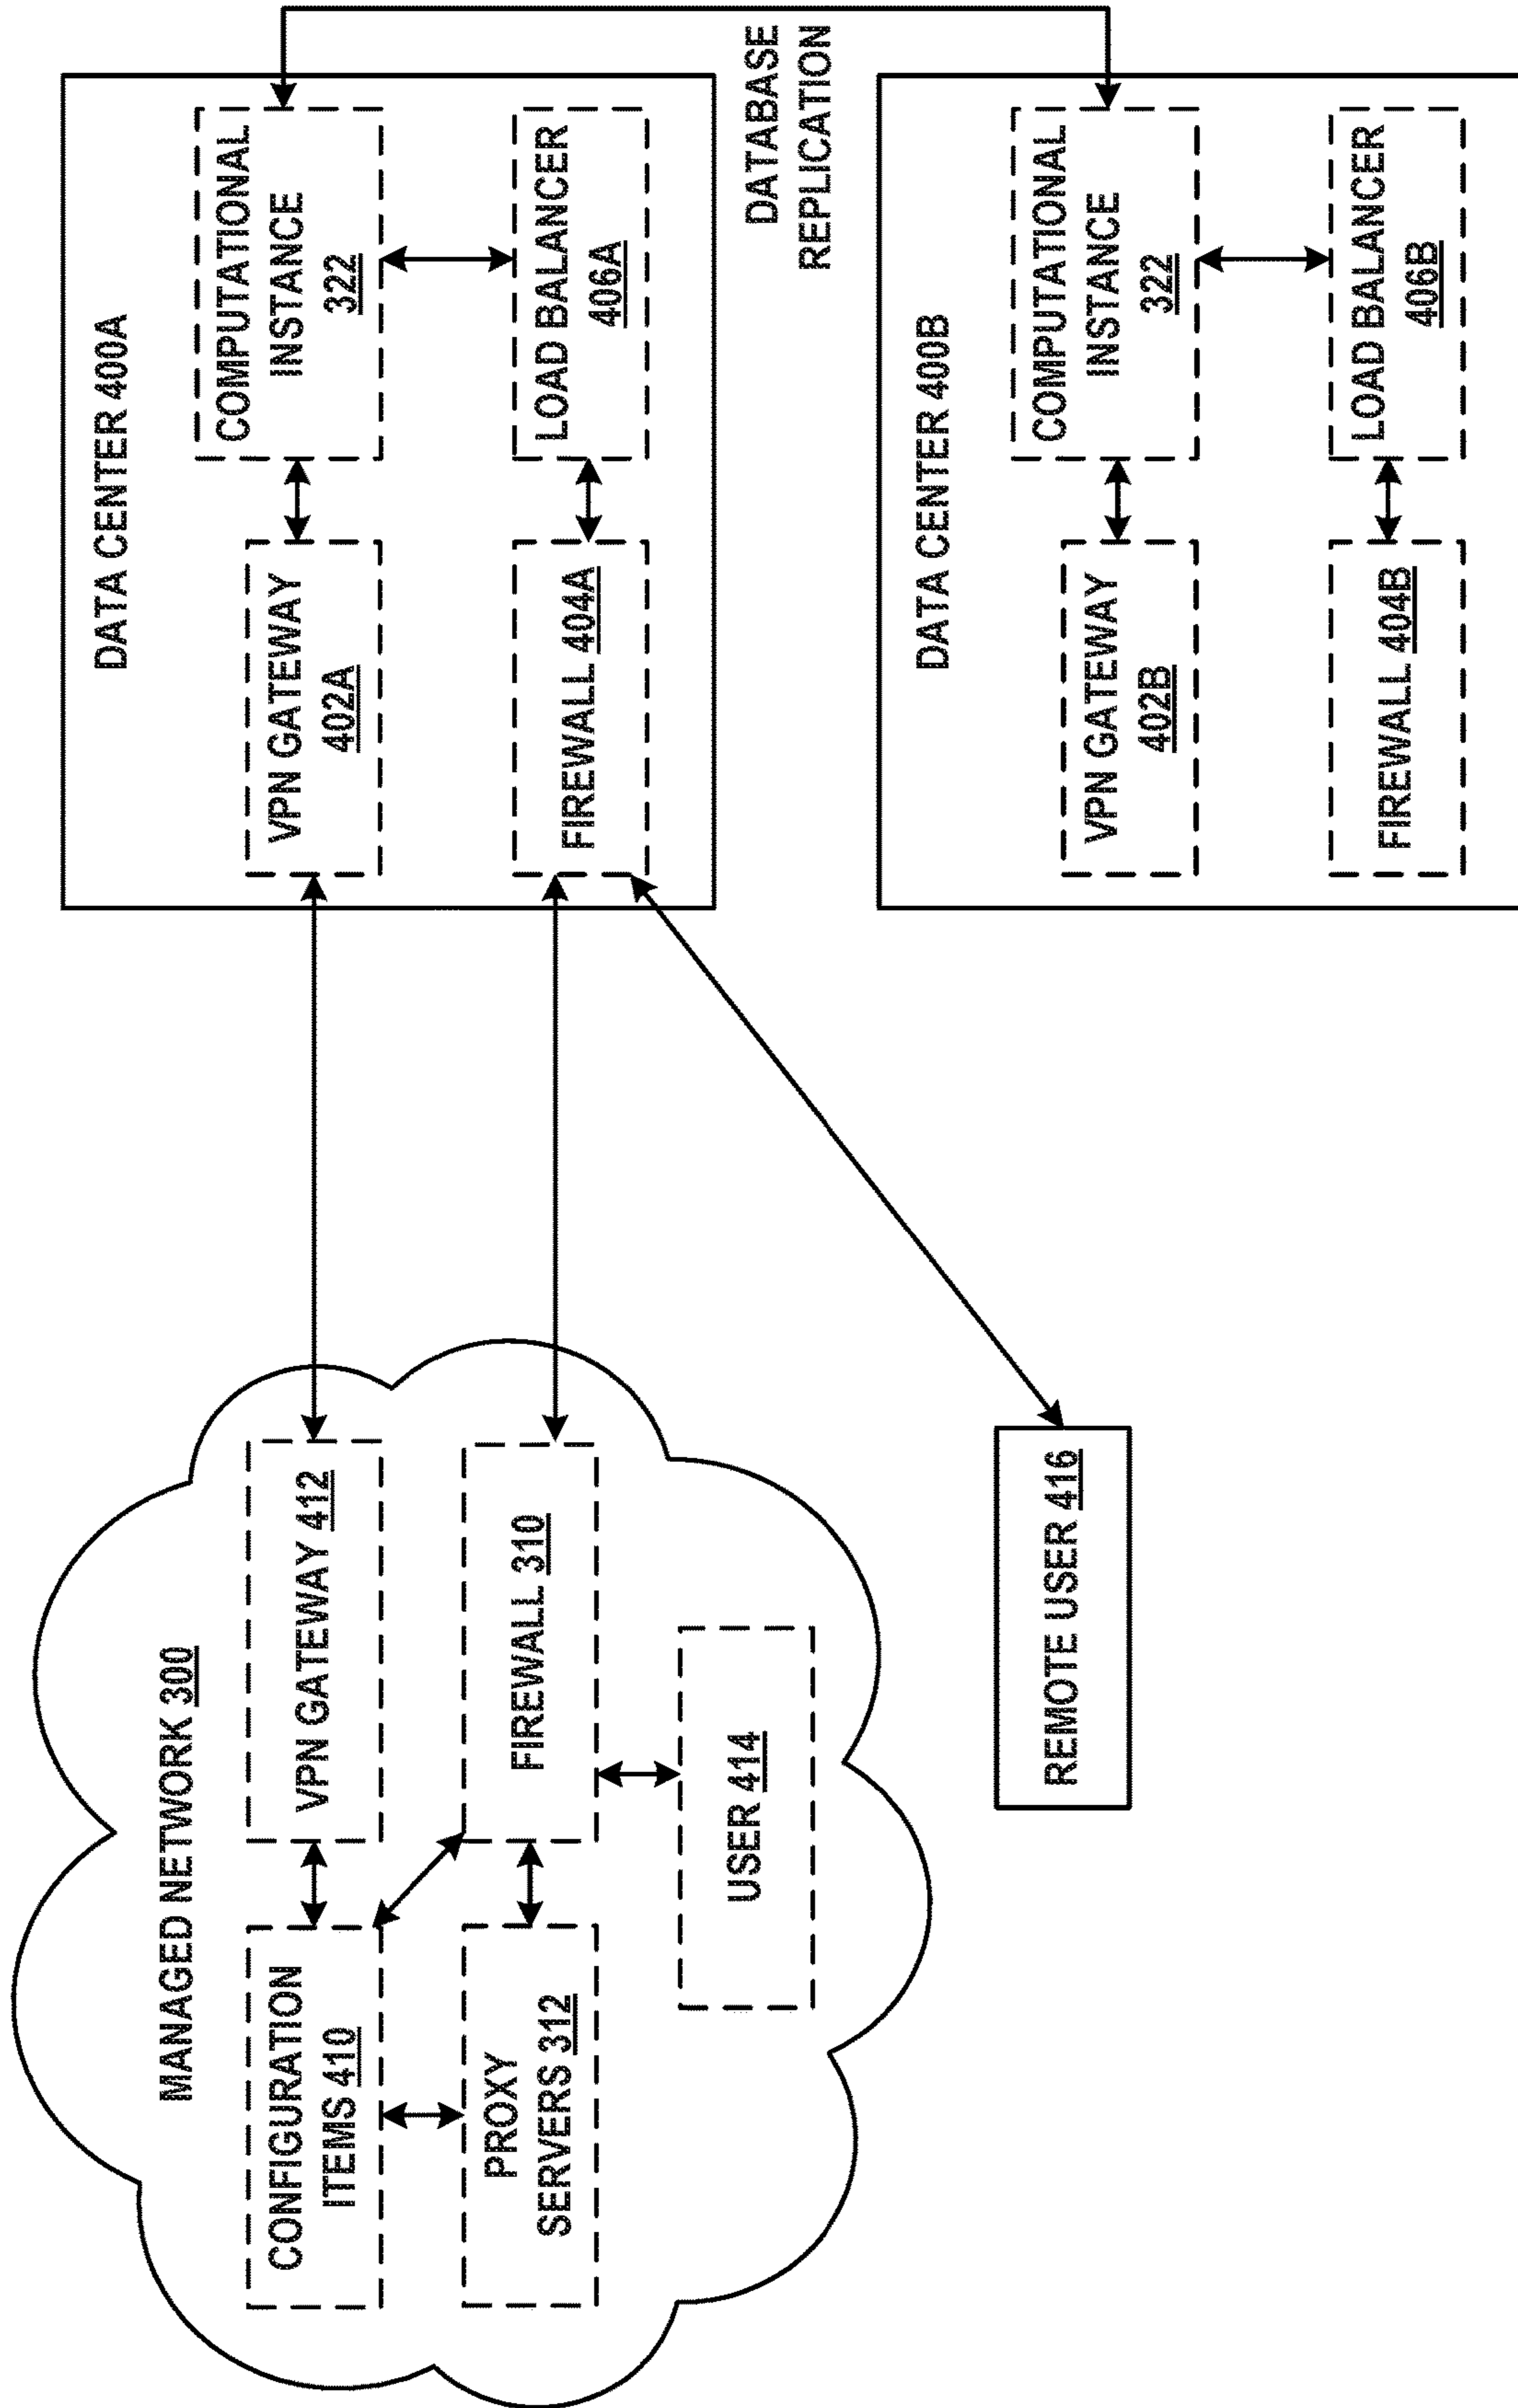 MANAGED NETWORK 300
CONFIGURATION
ITEMS 410
VPN GATEWAY 412
PROXY
SERVERS 312
FIREWALL 310
USER 414
REMOTE USER 416
DATA CENTER 400A
VPN GATEWAY
402A
COMPUTATIONAL
INSTANCE
322
FIREWALL 404A
LOAD BALANCER
406A
DATABASE
REPLICATION
DATA CENTER 400B
VPN GATEWAY
402B
COMPUTATIONAL
INSTANCE
322
FIREWALL 404B
LOAD BALANCER
406B